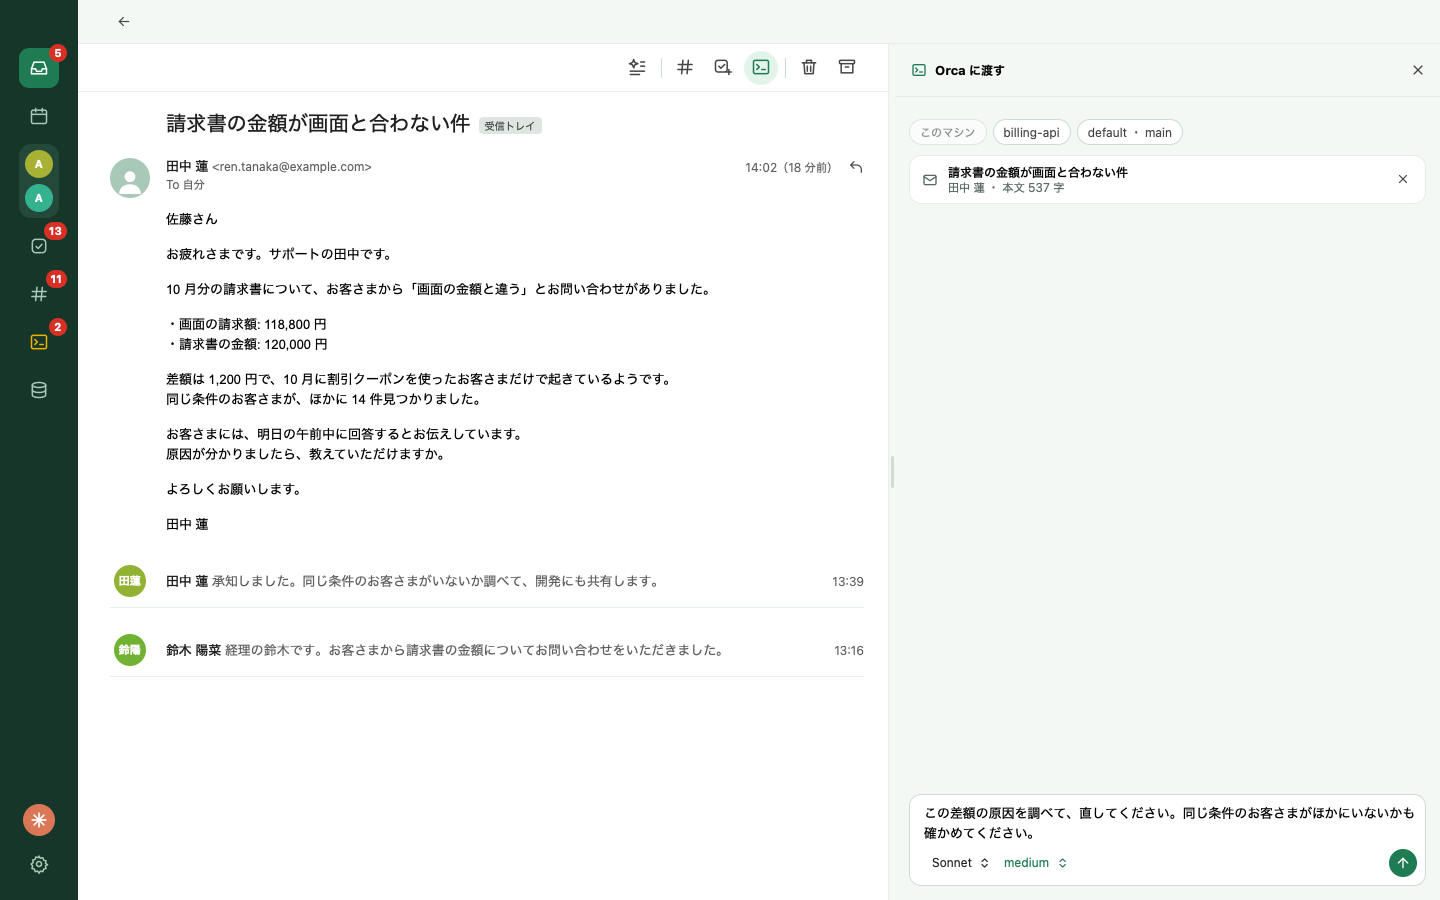 5
A
A
13
11
2
請求書の金額が画面と合わない件 受信トレイ
田中 蓮 <ren.tanaka@example.com>
14:02（18 分前）
To 自分
佐藤さん
お疲れさまです。サポートの田中です。
10 月分の請求書について、お客さまから「画面の金額と違う」とお問い合わせがありました。
・画面の請求額: 118,800 円
・請求書の金額: 120,000 円
差額は 1,200 円で、10 月に割引クーポンを使ったお客さまだけで起きているようです。
同じ条件のお客さまが、ほかに 14 件見つかりました。
お客さまには、明日の午前中に回答するとお伝えしています。
原因が分かりましたら、教えていただけますか。
よろしくお願いします。
田中 蓮
田蓮 田中 蓮 承知しました。同じ条件のお客さまがいないか調べて、開発にも共有します。 13:39
鈴陽 鈴木 陽菜 経理の鈴木です。お客さまから請求書の金額についてお問い合わせをいただきました。 13:16
Orca に渡す
このマシン billing-api default ・ main
請求書の金額が画面と合わない件
田中 蓮 ・ 本文 537 字
この差額の原因を調べて、直してください。同じ条件のお客さまがほかにいないかも
確かめてください。
Sonnet medium